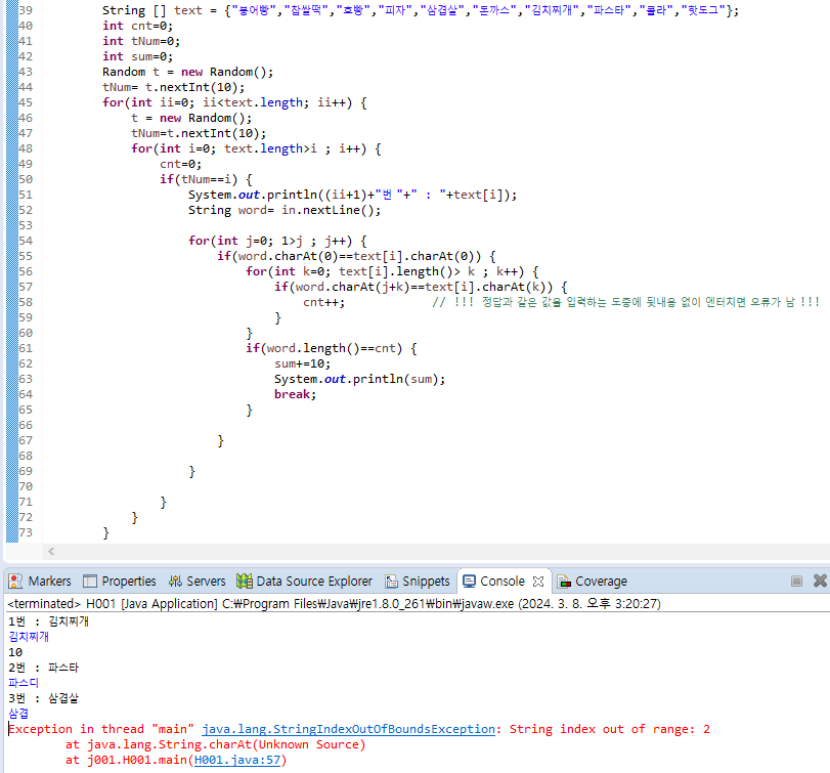 39 String [] text = {"붕어빵","찹쌀떡","호빵","피자","삼겹살","돈까스","김치찌개","파스타","콜라","핫도그"};
40 int cnt=0;
41 int tNum=0;
42 int sum=0;
43 Random t = new Random();
44 tNum= t.nextInt(10);
45 for(int ii=0; ii<text.length; ii++) {
46 t = new Random();
47 tNum=t.nextInt(10);
48 for(int i=0; text.length>i ; i++) {
49 cnt=0;
50 if(tNum==i) {
51 System.out.println((ii+1)+"번 "+" : "+text[i]);
52 String word= in.nextLine();
53
54 for(int j=0; 1>j ; j++) {
55 if(word.charAt(0)==text[i].charAt(0)) {
56 for(int k=0; text[i].length()> k ; k++) {
57 if(word.charAt(j+k)==text[i].charAt(k)) {
58 cnt++; // !!! 정답과 같은 값을 입력하는 도중에 뒷내용 없이 엔터치면 오류가 남 !!!
59 }
60 }
61 if(word.length()==cnt) {
62 sum+=10;
63 System.out.println(sum);
64 break;
65 }
66
67 }
68
69 }
70
71 }
72 }
73 }
Markers Properties Servers Data Source Explorer Snippets Console Coverage
<terminated> H001 [Java Application] C:₩Program Files₩Java₩jre1.8.0_261₩bin₩javaw.exe (2024. 3. 8. 오후 3:20:27)
1번 : 김치찌개
김치찌개
10
2번 : 파스타
파스디
3번 : 삼겹살
삼겹
Exception in thread "main" java.lang.StringIndexOutOfBoundsException: String index out of range: 2
at java.lang.String.charAt(Unknown Source)
at j001.H001.main(H001.java:57)